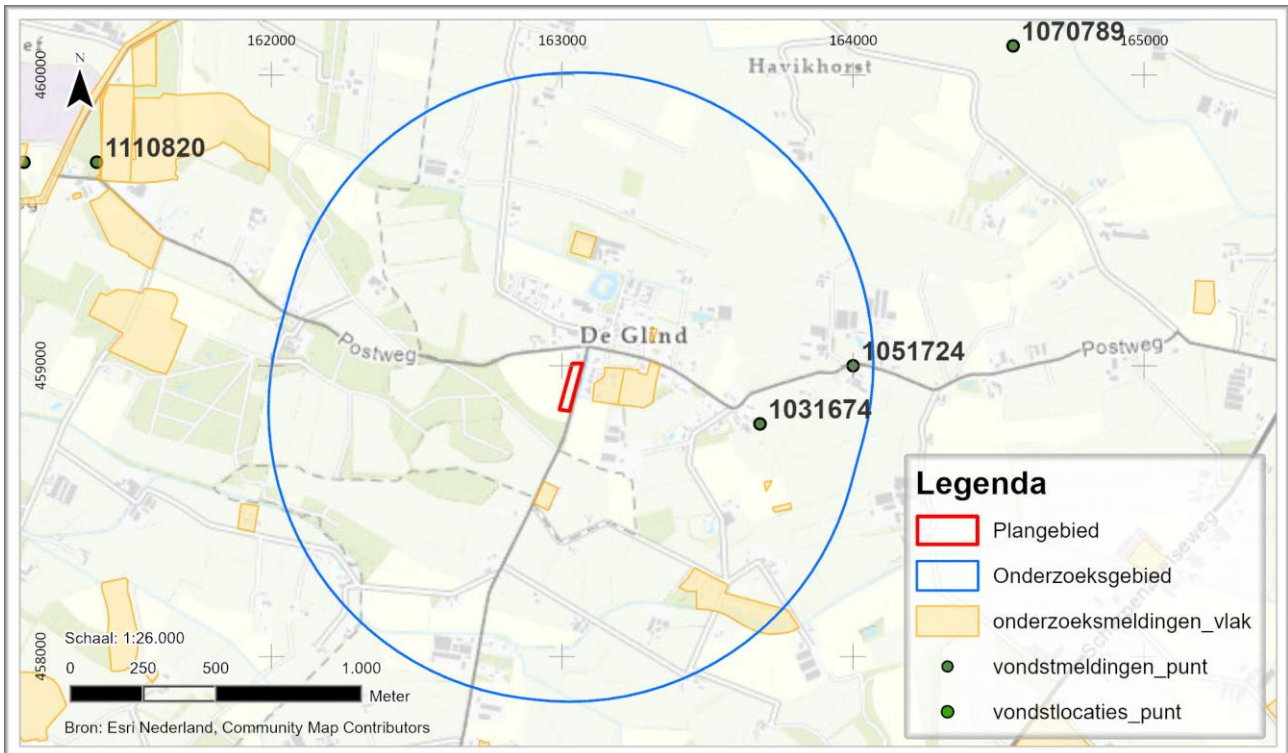 162000
163000
164000
165000
1070789
460000
N
Havikhorst
1110820
De Glind
Postweg
459000
1051724
Postweg
1031674
Legenda
Plangebied
Onderzoeksgebied
onderzoeksmeldingen_vlak
vondstmeldingen_punt
vondstlocaties_punt
458000
Schaal: 1:26.000
0 250 500 1.000
Meter
Bron: Esri Nederland, Community Map Contributors